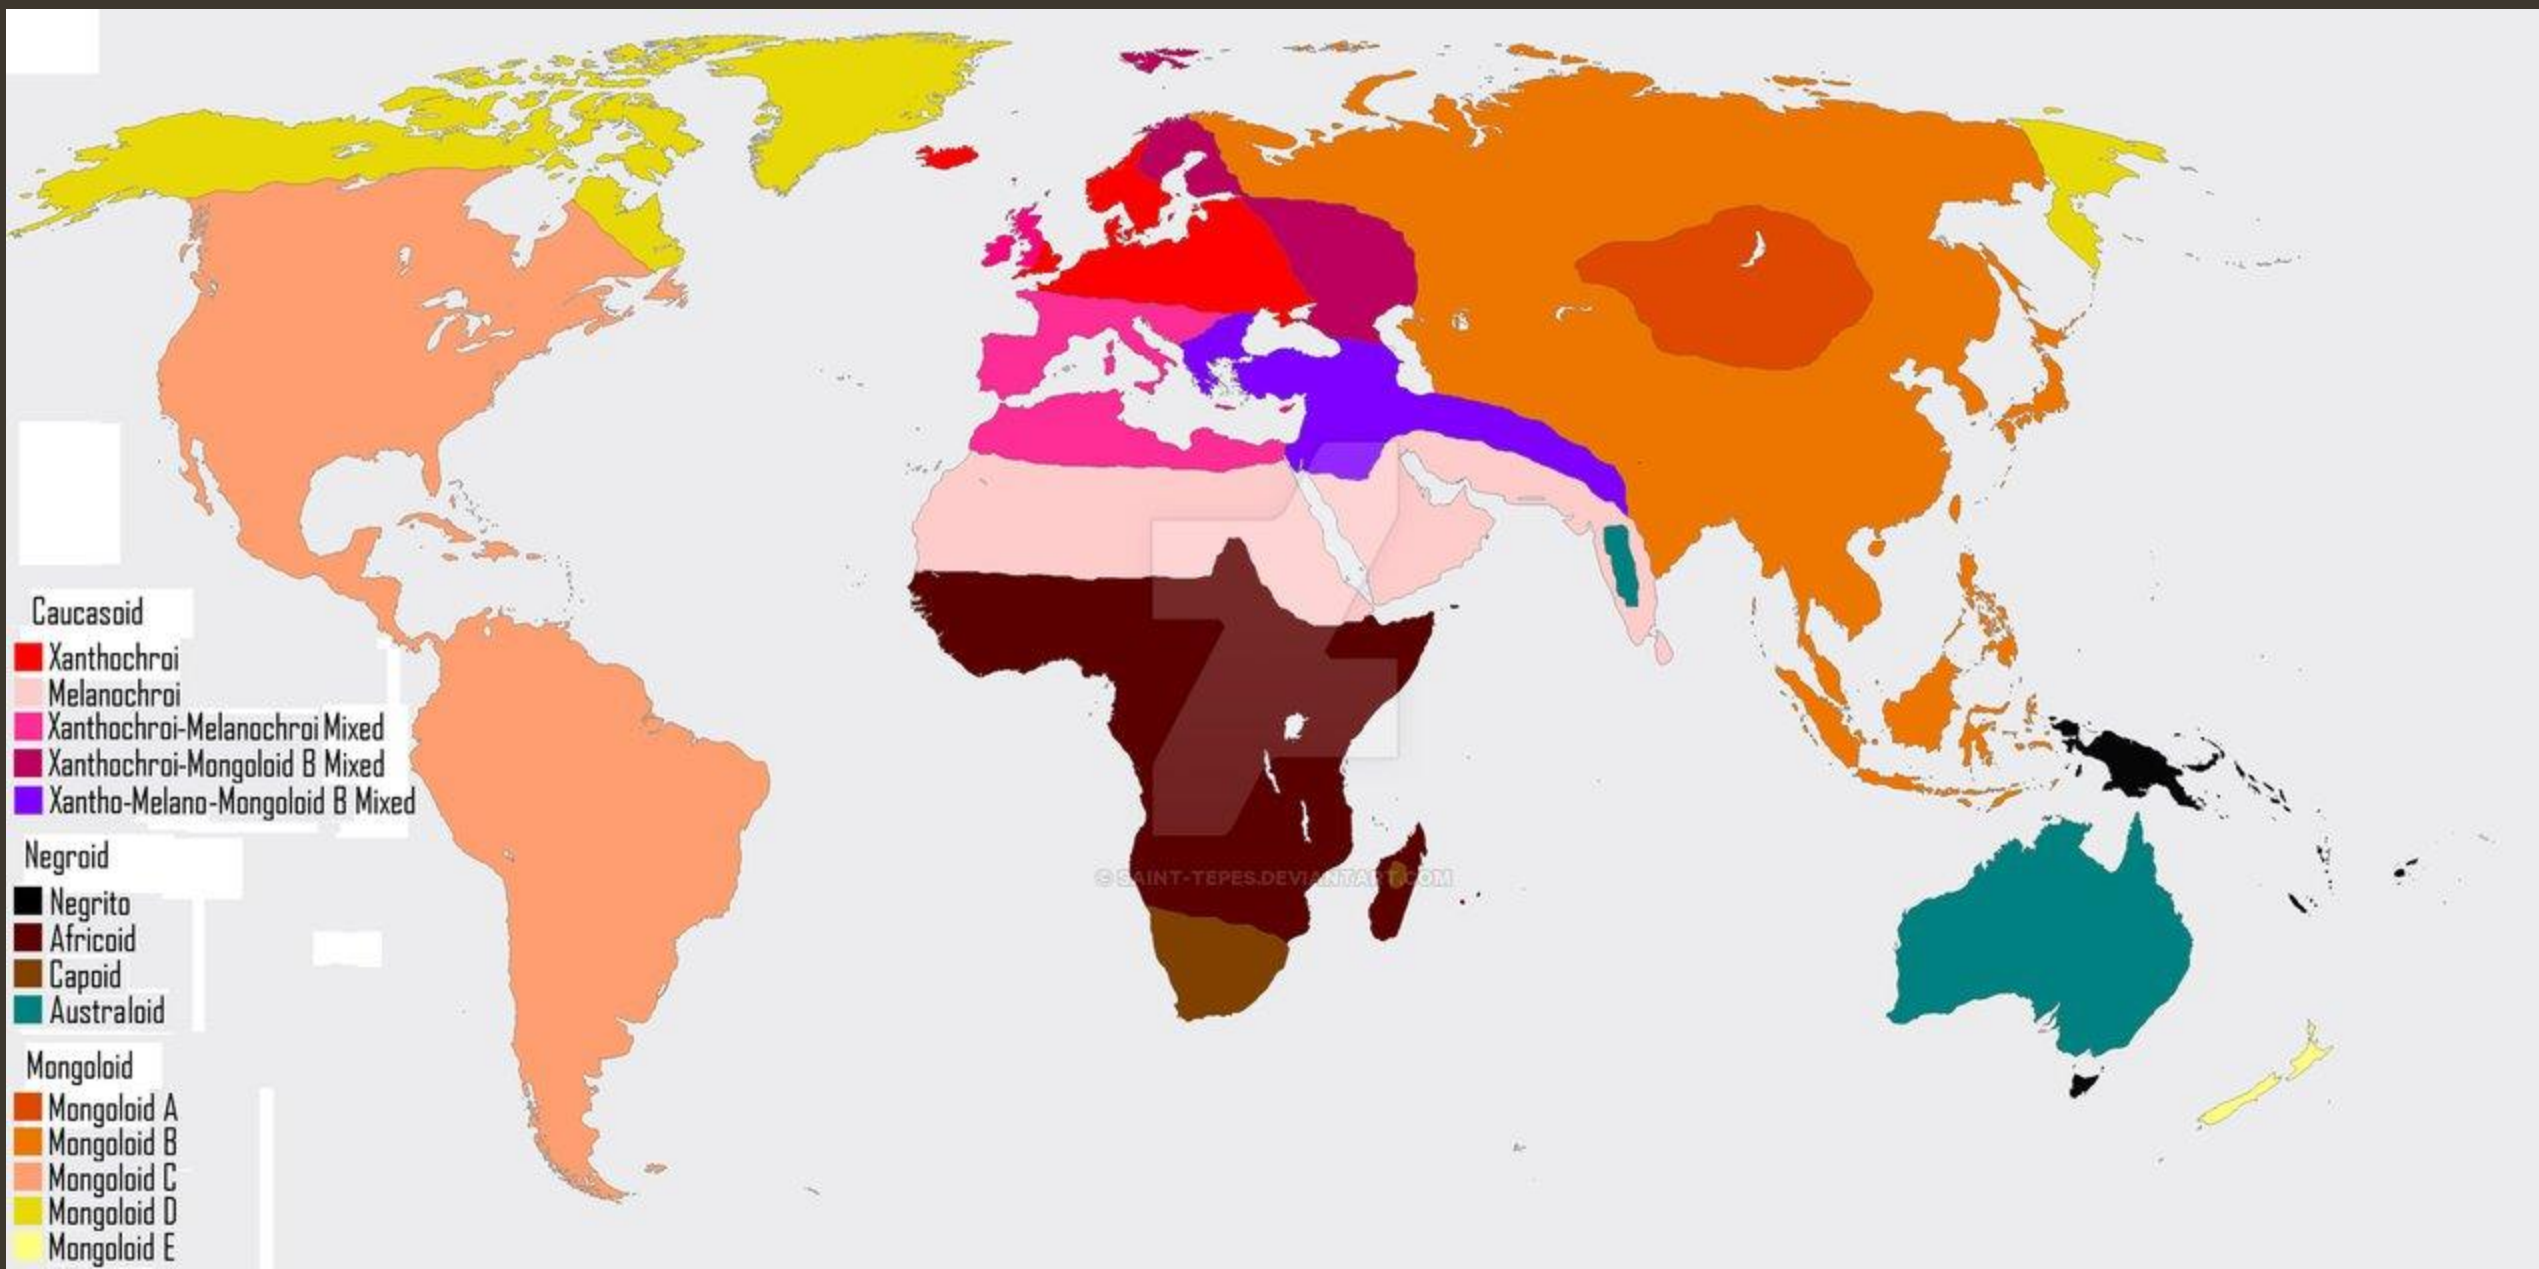 Caucasoid
Xanthochroi
Melanochroi
Xanthochroi-Melanochroi Mixed
Xanthochroi-Mongoloid B Mixed
Xantho-Melano-Mongoloid B Mixed
Negroid
Negrito
Africoid
Capoid
Australoid
Mongoloid
Mongoloid A
Mongoloid B
Mongoloid C
Mongoloid D
Mongoloid E
© SAINT-TEPES.DEVIANTART.COM